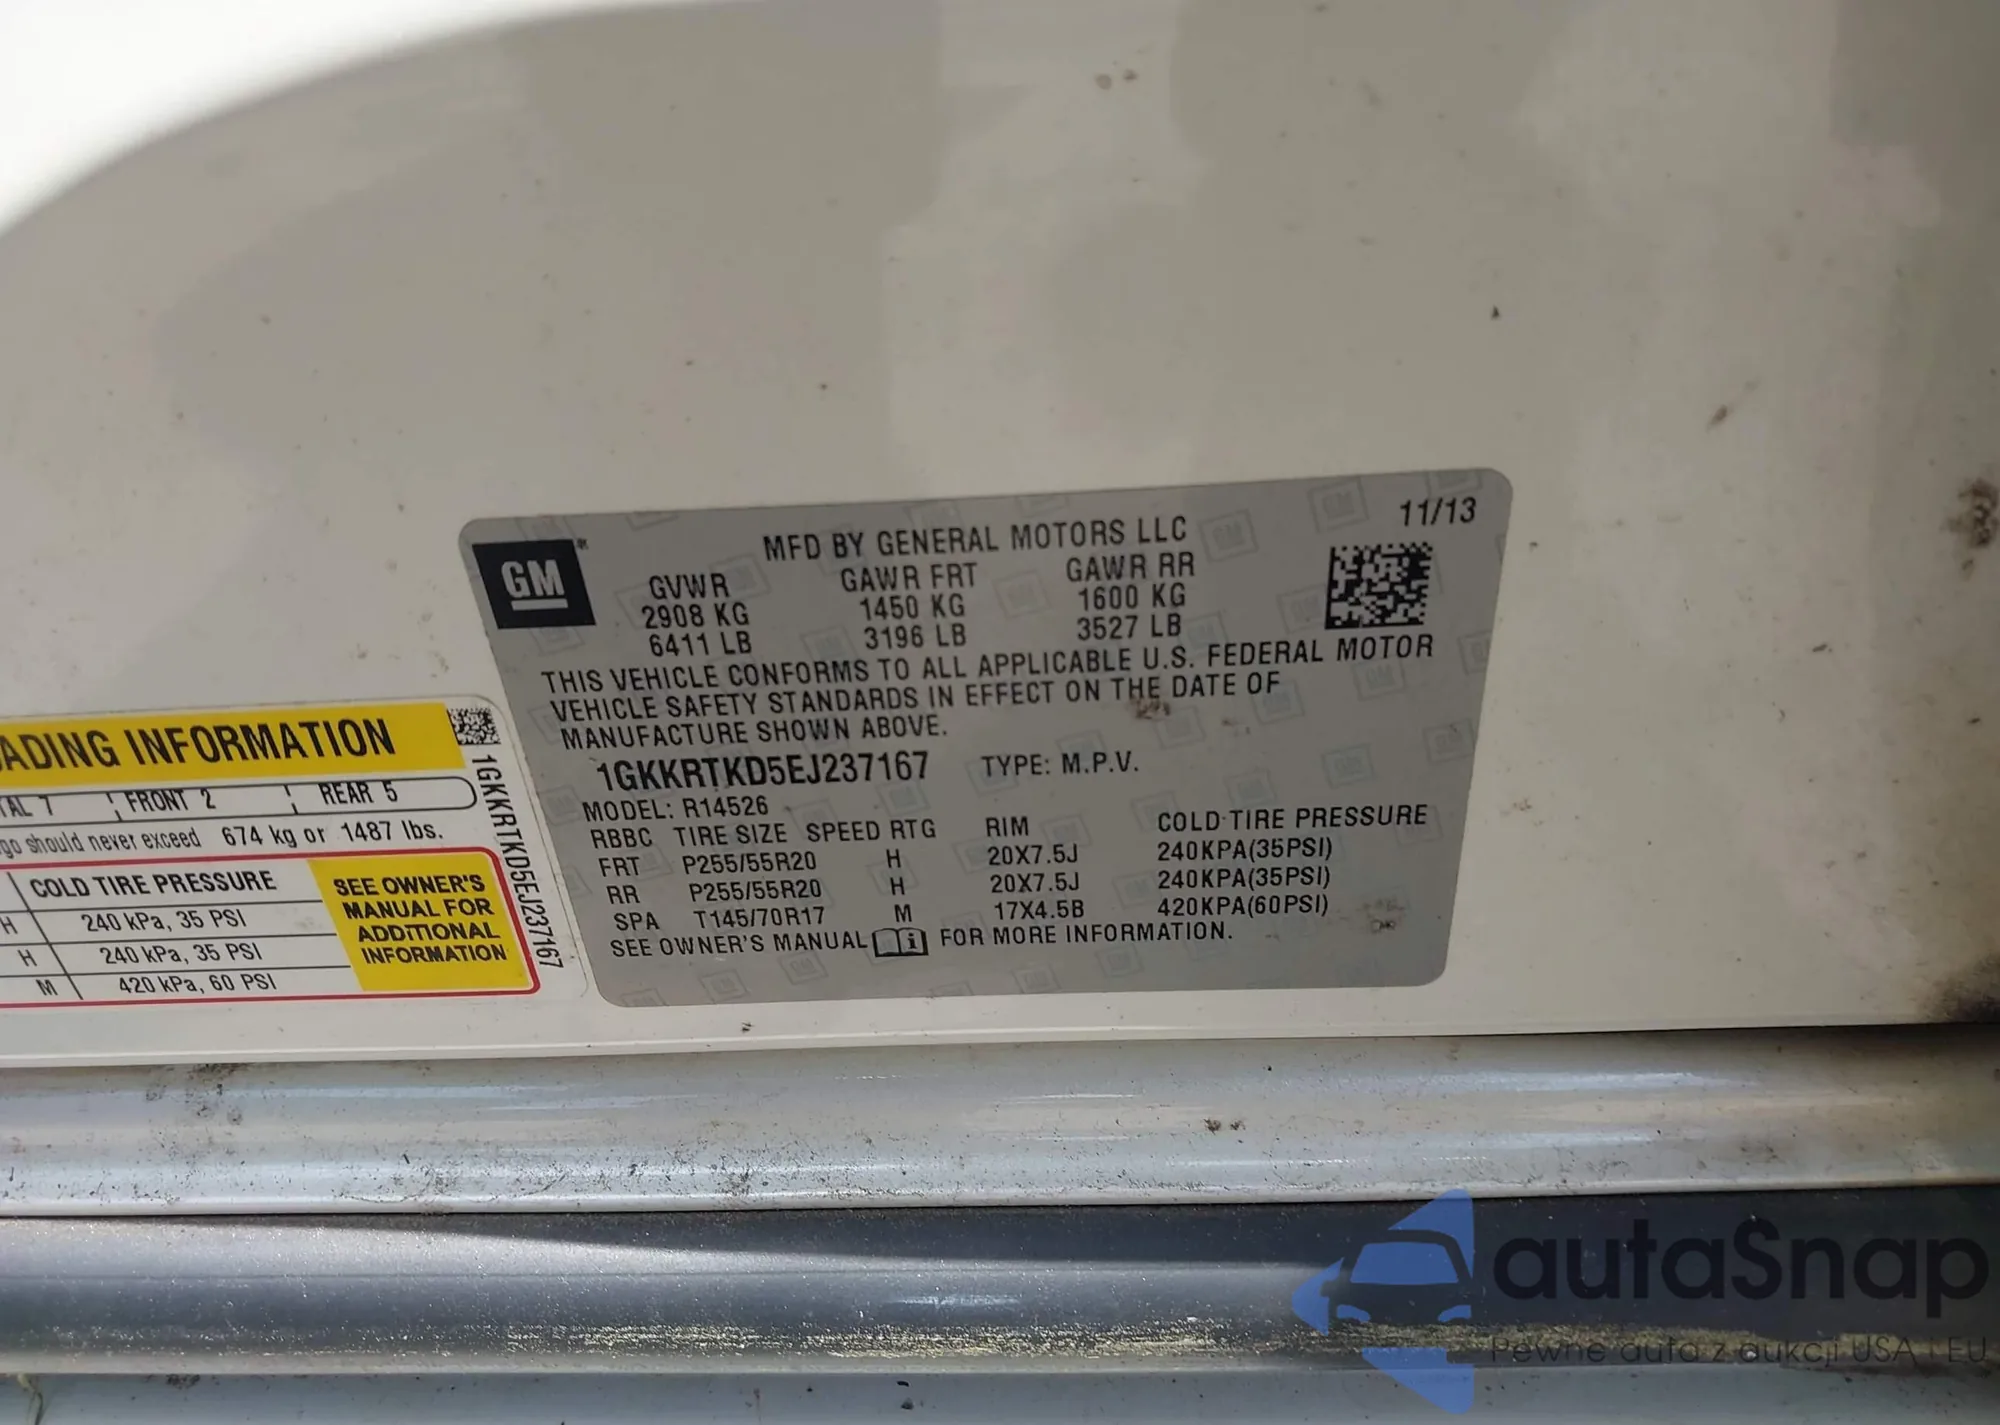 11/13
MFD BY GENERAL MOTORS LLC
GM
GVWR GAWR FRT GAWR RR
2908 KG 1450 KG 1600 KG
6411 LB 3196 LB 3527 LB
THIS VEHICLE CONFORMS TO ALL APPLICABLE U.S. FEDERAL MOTOR
VEHICLE SAFETY STANDARDS IN EFFECT ON THE DATE OF
MANUFACTURE SHOWN ABOVE.
1GKKRTKD5EJ237167 TYPE: M.P.V.
MODEL: R14526
RBBC TIRE SIZE SPEED RTG RIM COLD TIRE PRESSURE
FRT P255/55R20 H 20X7.5J 240KPA(35PSI)
RR P255/55R20 H 20X7.5J 240KPA(35PSI)
SPA T145/70R17 M 17X4.5B 420KPA(60PSI)
SEE OWNER'S MANUAL FOR MORE INFORMATION.
ADING INFORMATION
TAL 7 FRONT 2 REAR 5
go should never exceed 674 kg or 1487 lbs.
COLD TIRE PRESSURE
H 240 kPa, 35 PSI
H 240 kPa, 35 PSI
M 420 kPa, 60 PSI
SEE OWNER'S
MANUAL FOR
ADDITIONAL
INFORMATION
1GKKRTKD5EJ237167
autaSnap
Pewne auta z aukcji USA i EU